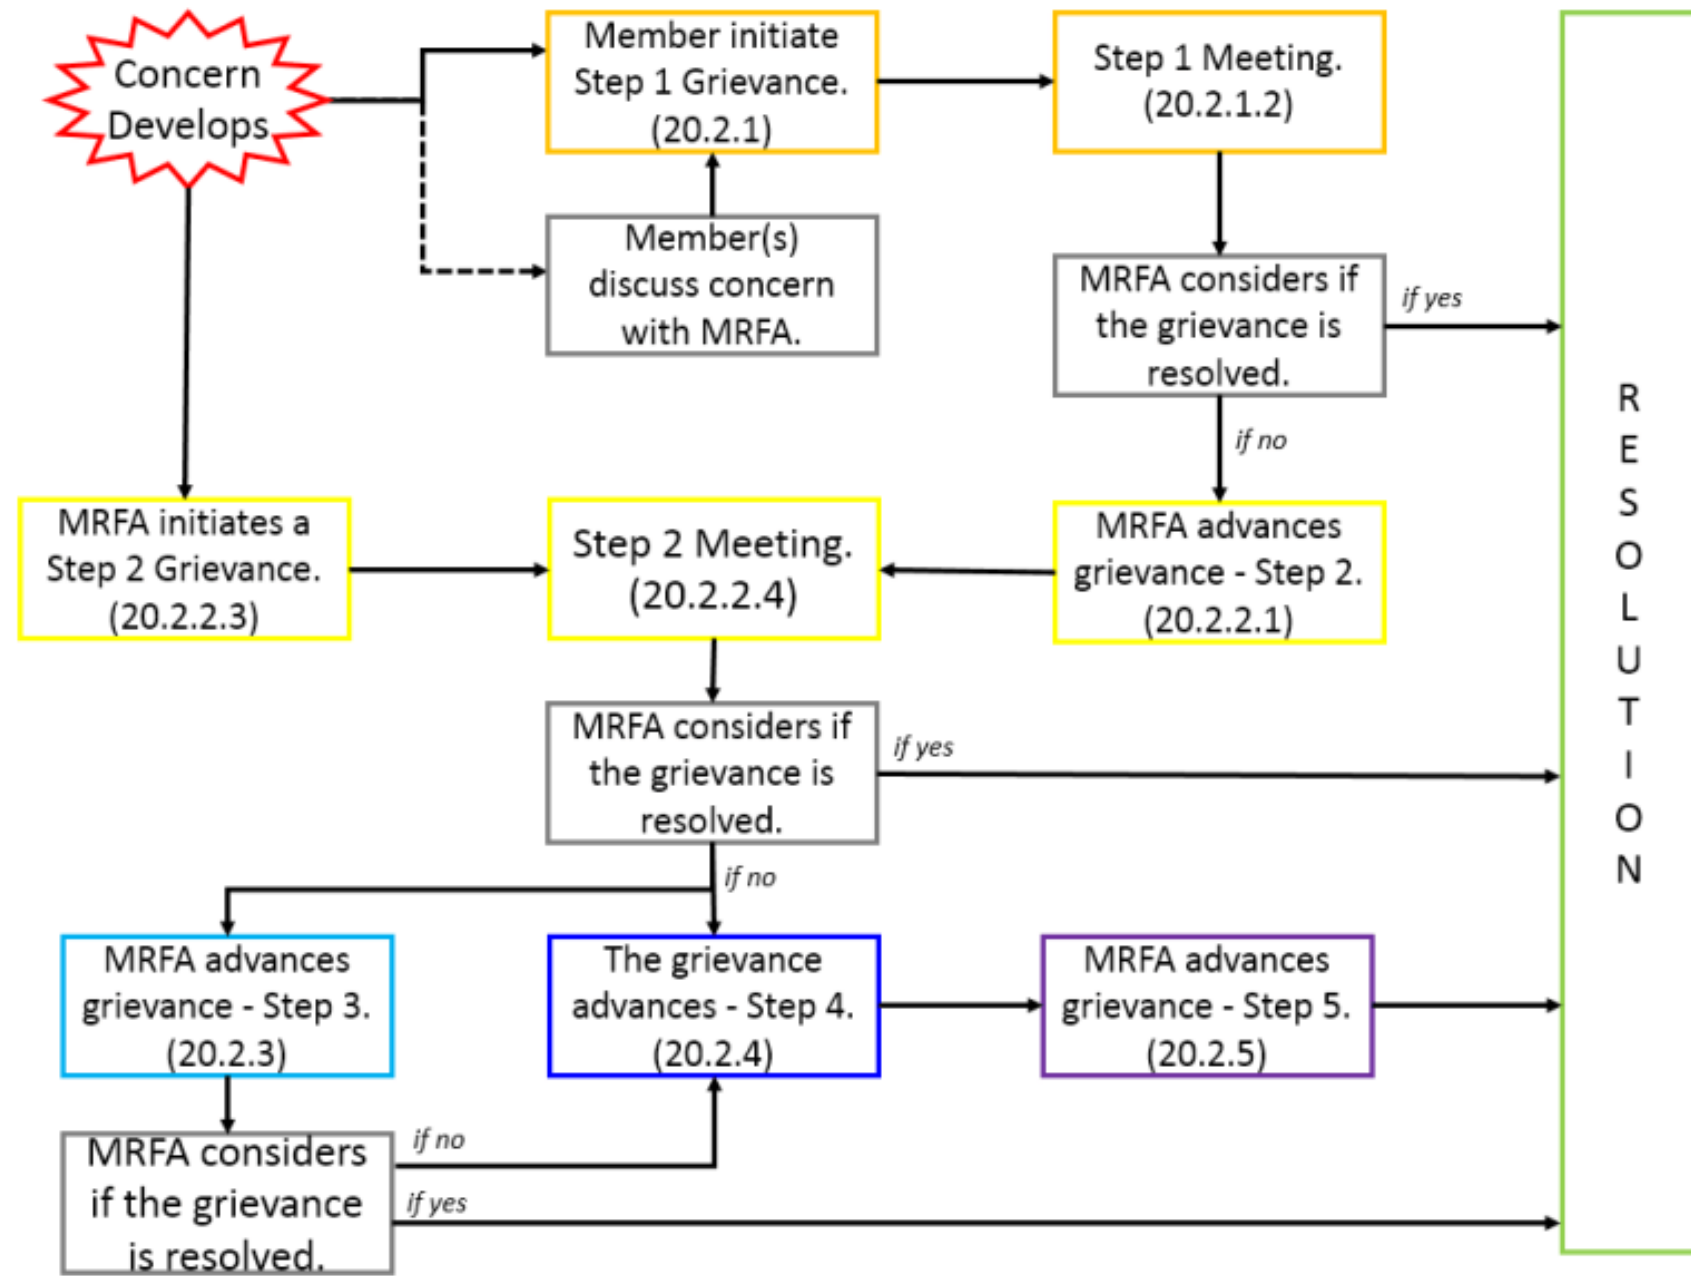 Concern
Develops
Member initiate
Step 1 Grievance.
(20.2.1)
Step 1 Meeting.
(20.2.1.2)
Member(s)
discuss concern
with MRFA.
MRFA considers if
the grievance is
resolved.
if yes
if no
MRFA initiates a
Step 2 Grievance.
(20.2.2.3)
Step 2 Meeting.
(20.2.2.4)
MRFA advances
grievance - Step 2.
(20.2.2.1)
MRFA considers if
the grievance is
resolved.
if yes
if no
MRFA advances
grievance - Step 3.
(20.2.3)
The grievance
advances - Step 4.
(20.2.4)
MRFA advances
grievance - Step 5.
(20.2.5)
MRFA considers
if the grievance
is resolved.
if no
if yes
R
E
S
O
L
U
T
I
O
N